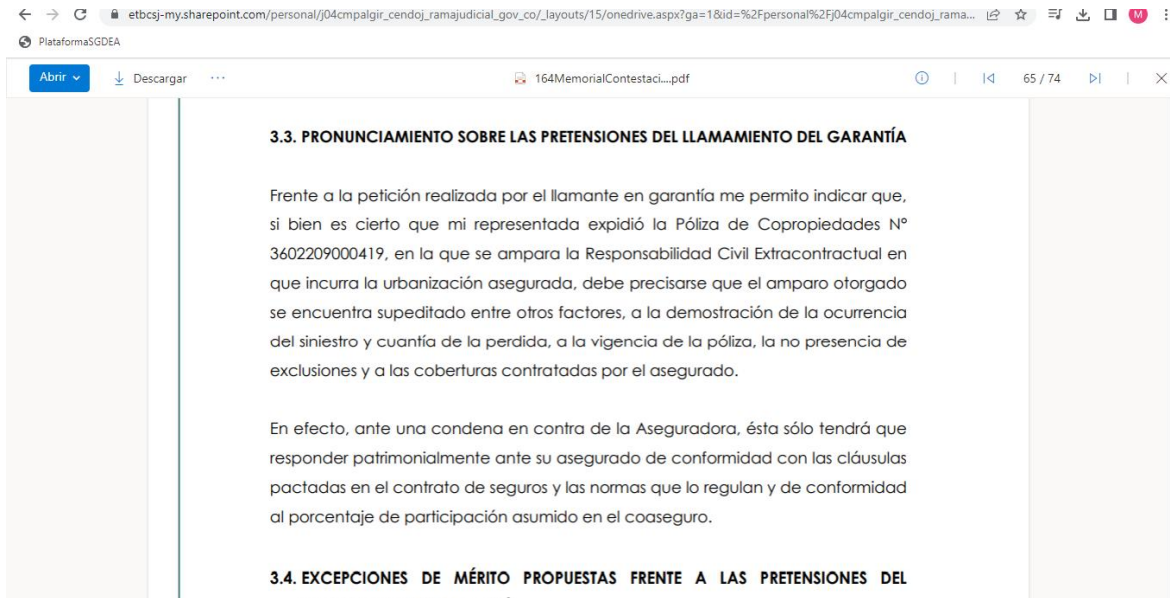 etbcsj-my.sharepoint.com/personal/j04cmpalgir_cendoj_ramajudicial_gov_co/_layouts/15/onedrive.aspx?ga=1&id=%2Fpersonal%2Fj04cmpalgir_cendoj_rama...
M
PlataformaSGDEA
Abrir
Descargar
164MemorialContestaci....pdf
65 / 74
3.3. PRONUNCIAMIENTO SOBRE LAS PRETENSIONES DEL LLAMAMIENTO DEL GARANTÍA
Frente a la petición realizada por el llamante en garantía me permito indicar que,
si bien es cierto que mi representada expidió la Póliza de Copropiedades N°
3602209000419, en la que se ampara la Responsabilidad Civil Extracontractual en
que incurra la urbanización asegurada, debe precisarse que el amparo otorgado
se encuentra supeditado entre otros factores, a la demostración de la ocurrencia
del siniestro y cuantía de la perdida, a la vigencia de la póliza, la no presencia de
exclusiones y a las coberturas contratadas por el asegurado.
En efecto, ante una condena en contra de la Aseguradora, ésta sólo tendrá que
responder patrimonialmente ante su asegurado de conformidad con las cláusulas
pactadas en el contrato de seguros y las normas que lo regulan y de conformidad
al porcentaje de participación asumido en el coaseguro.
3.4. EXCEPCIONES DE MÉRITO PROPUESTAS FRENTE A LAS PRETENSIONES DEL